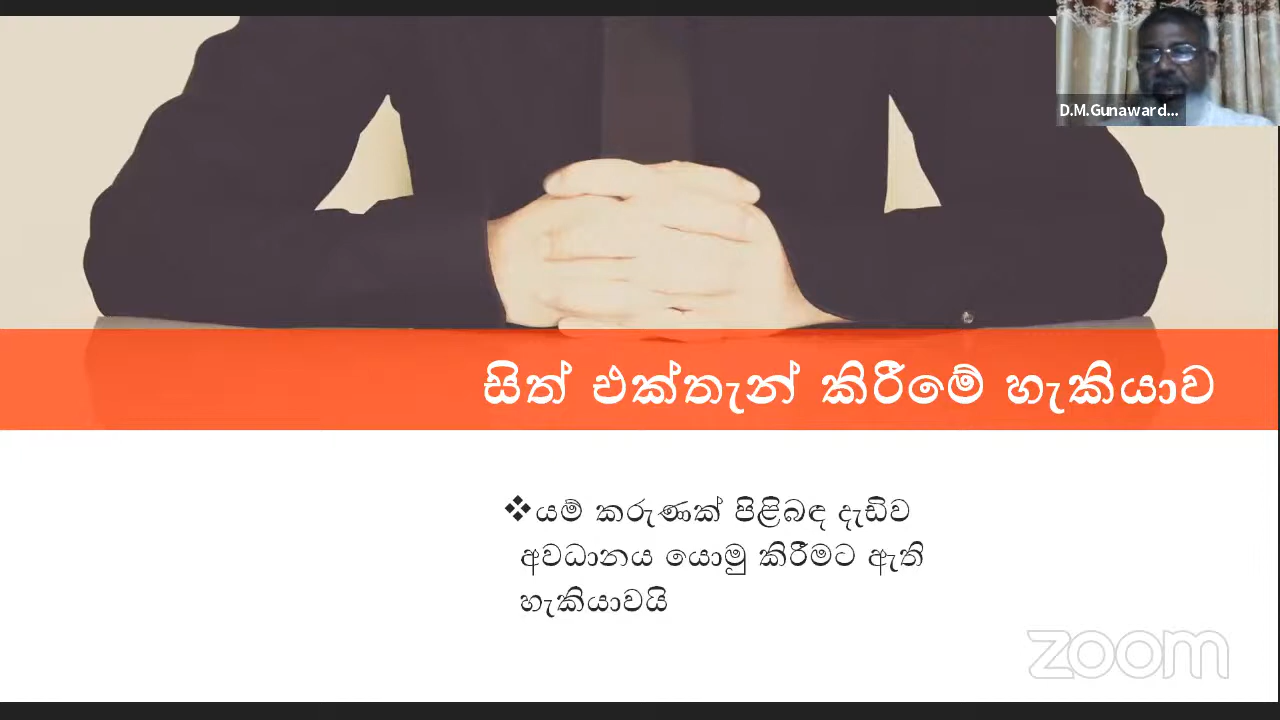 D.M.Gunaward...
සිත් එක්තැන් කිරීමේ හැකියාව
❖යම් කරුණක් පිළිබඳ දැඩිව
අවධානය යොමු කිරීමට ඇති
හැකියාවයි
zoom